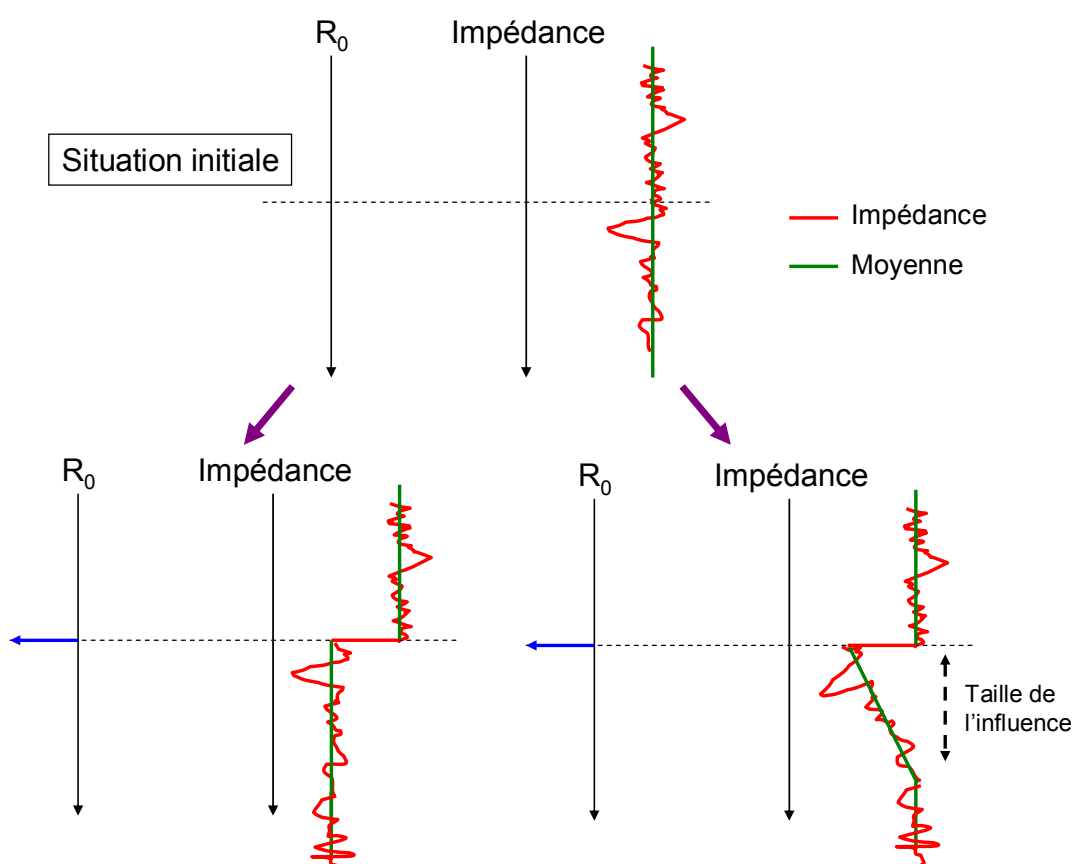 R₀
Impédance
Situation initiale
Impédance
Moyenne
R₀
Impédance
R₀
Impédance
Taille de
l'influence